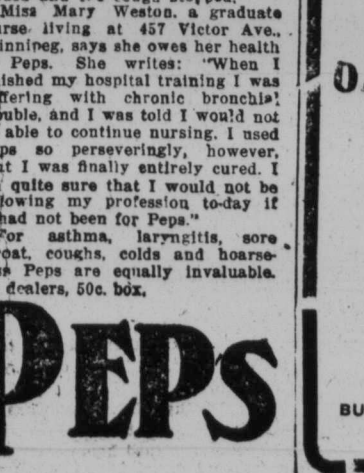 Miss Mary Weston. a graduate
rse living at 457 Victor Ave.,
innipeg, says she owes her health
Peps. She writes: "When I
ished my hospital training I was
ffering with chronic bronchial
uble, and I was told I would not
able to continue nursing. I used
ps so perseveringly, however,
t I was finally entirely cured. I
quite sure that I would not be
lowing my profession to-day if
had not been for Peps."
For asthma, laryngitis, sore
oat, coughs, colds and hoarse-
s Peps are equally invaluable.
dealers, 50c. box,
PEPS
O
BU